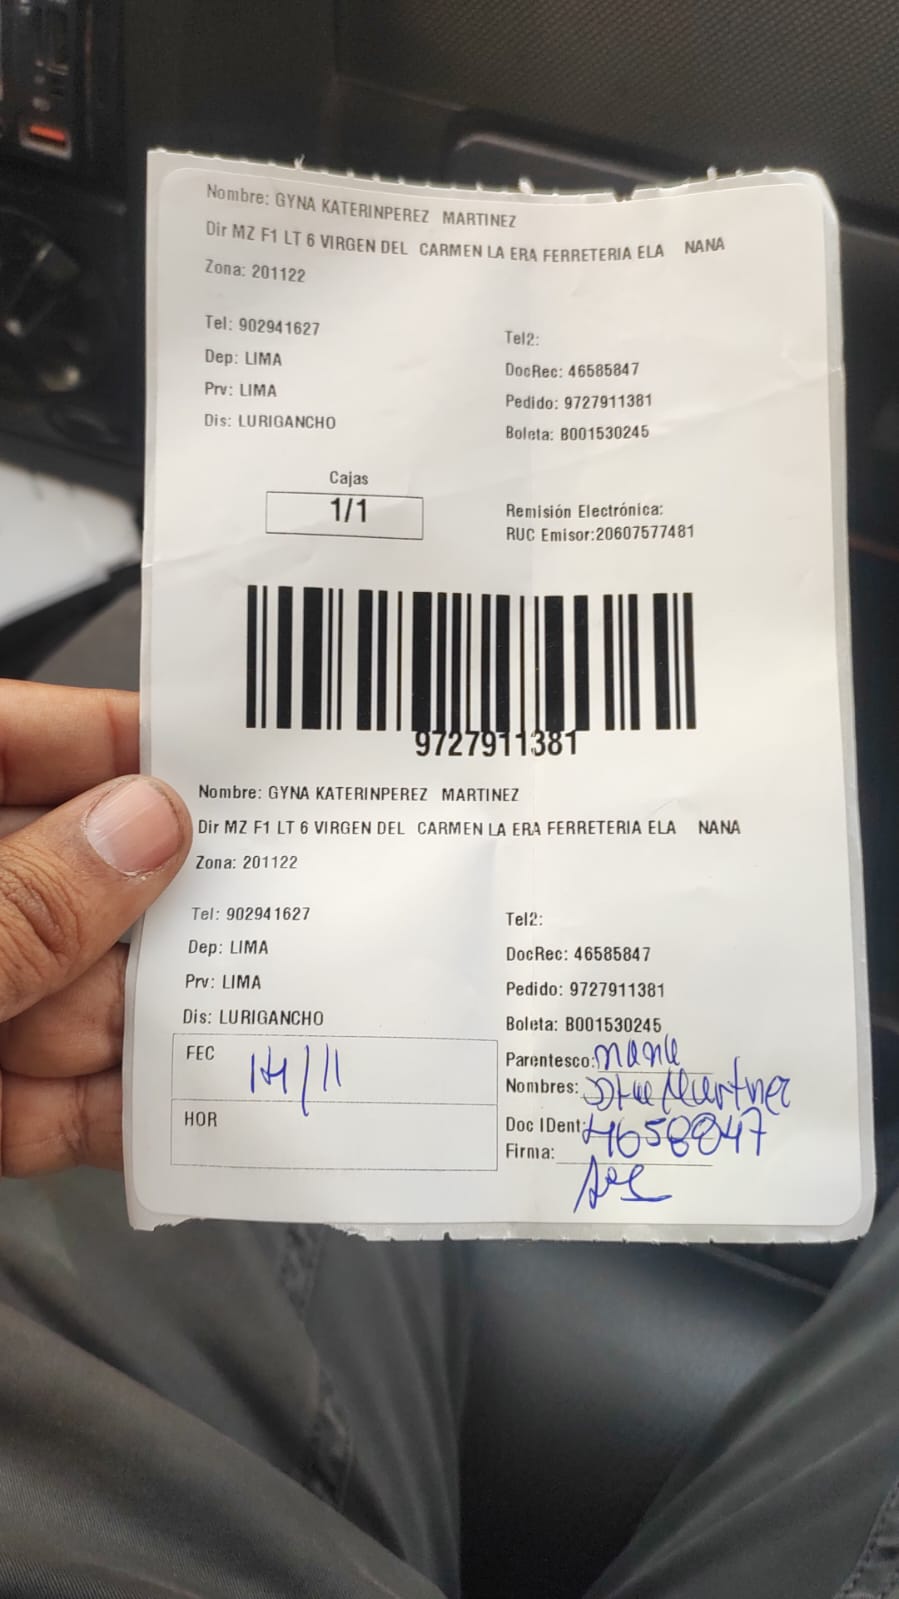 Nombre: GYNA KATERINPEREZ MARTINEZ
Dir MZ F1 LT 6 VIRGEN DEL CARMEN LA ERA FERRETERIA ELA NANA
Zona: 201122
Tel: 902941627
Tel2:
Dep: LIMA
DocRec: 46585847
Prv: LIMA
Pedido: 9727911381
Dis: LURIGANCHO
Boleta: B001530245
Cajas
1/1
Remisión Electrónica:
RUC Emisor:20607577481
9727911381
Nombre: GYNA KATERINPEREZ MARTINEZ
Dir MZ F1 LT 6 VIRGEN DEL CARMEN LA ERA FERRETERIA ELA NANA
Zona: 201122
Tel: 902941627
Tel2:
Dep: LIMA
DocRec: 46585847
Prv: LIMA
Pedido: 9727911381
Dis: LURIGANCHO
Boleta: B001530245
FEC 14/11
Parentesco:
Nombres:
HOR
Doc IDent:
Firma: